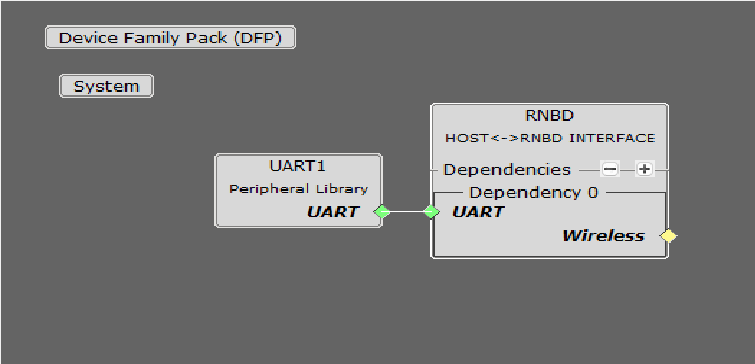 Device Family Pack (DFP)
System
RNBD
HOST<->RNBD INTERFACE
Dependencies
Dependency 0
UART
Wireless
UART1
Peripheral Library
UART